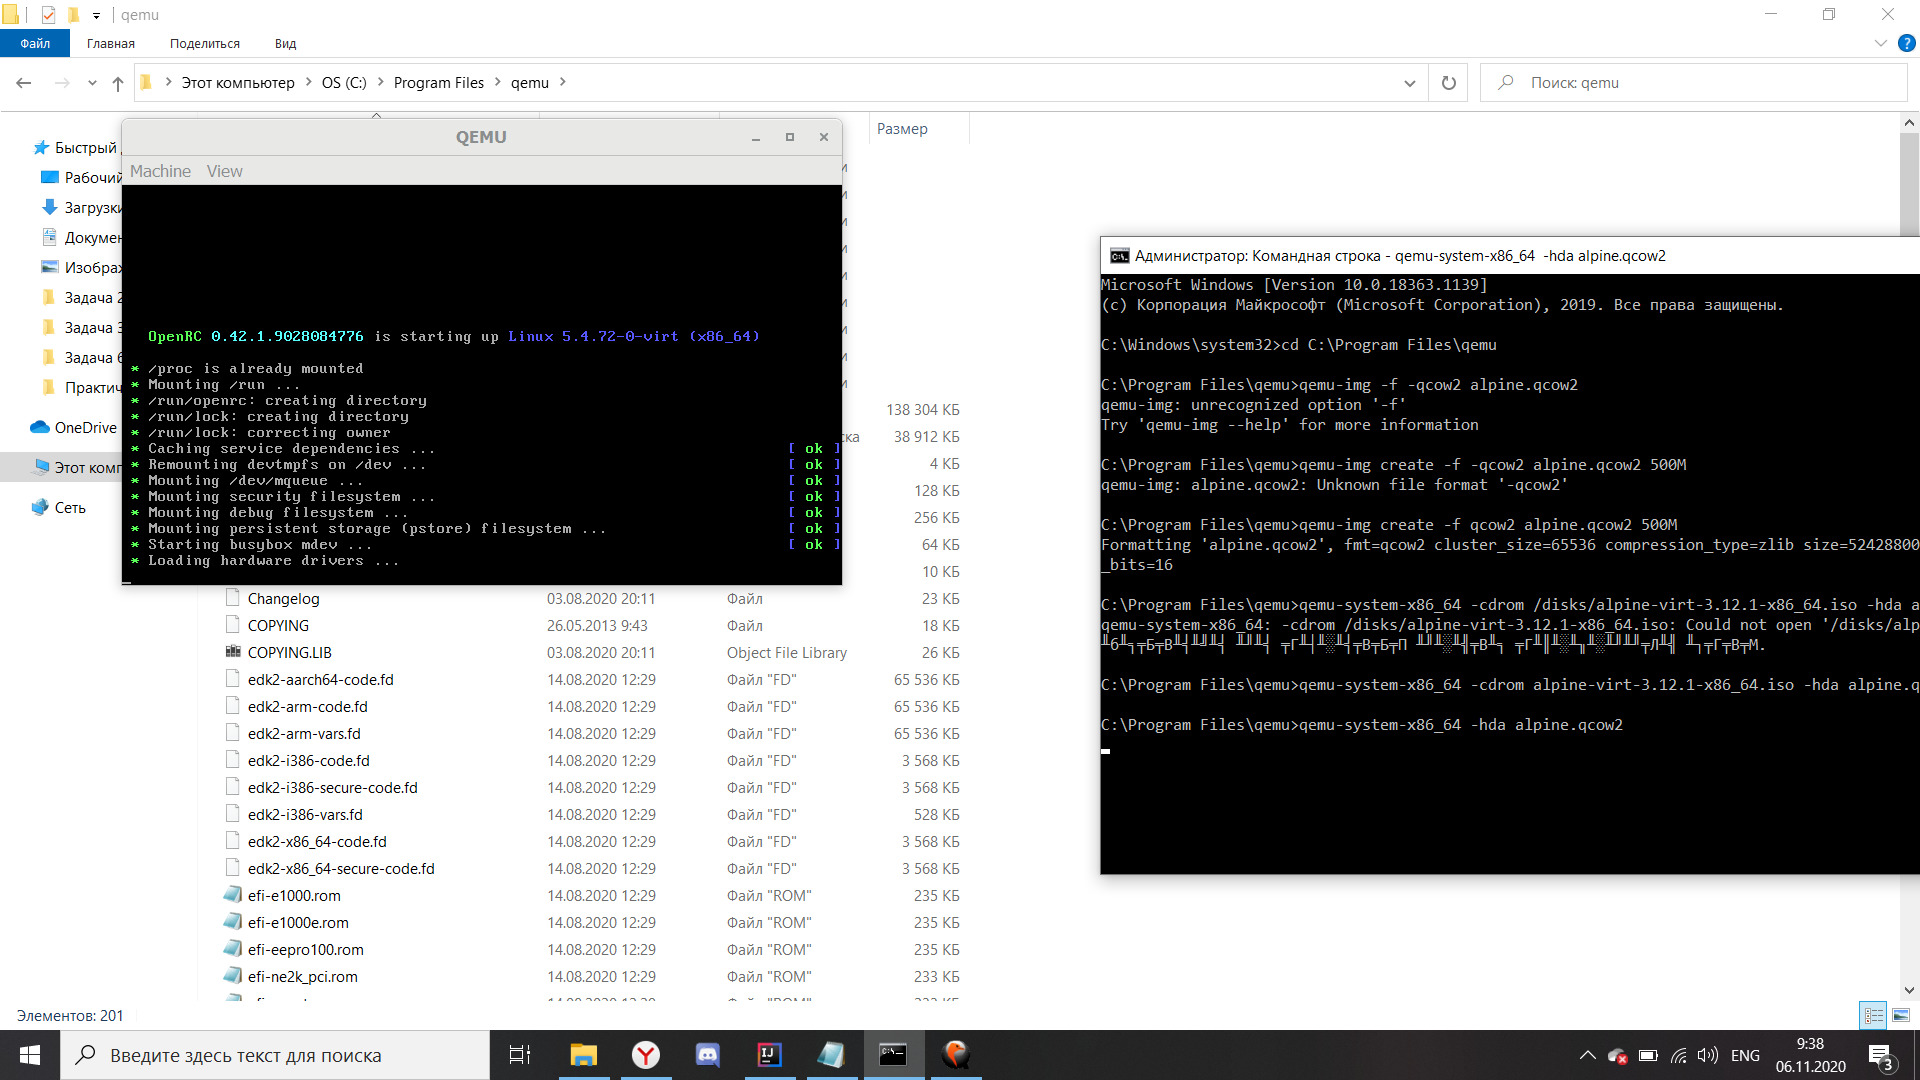 qemu
Файл Главная Поделиться Вид
Этот компьютер OS (C:) Program Files qemu
Поиск: qemu
Размер
Быстрый
Рабочий
Загрузки
Докумен
Изображ
Задача 2
Задача 3
Задача 6
Практич
OneDrive
Этот комп
Сеть
QEMU
Machine View
OpenRC 0.42.1.9028084776 is starting up Linux 5.4.72-0-virt (x86_64)
* /proc is already mounted
* Mounting /run ...
* /run/openrc: creating directory
* /run/lock: creating directory
* /run/lock: correcting owner
* Caching service dependencies ... [ ok ]
* Remounting devtmpfs on /dev ... [ ok ]
* Mounting /dev/mqueue ... [ ok ]
* Mounting security filesystem ... [ ok ]
* Mounting debug filesystem ... [ ok ]
* Mounting persistent storage (pstore) filesystem ... [ ok ]
* Starting busybox mdev ... [ ok ]
* Loading hardware drivers ...
138 304 КБ
ска 38 912 КБ
4 КБ
128 КБ
256 КБ
64 КБ
10 КБ
Changelog 03.08.2020 20:11 Файл 23 КБ
COPYING 26.05.2013 9:43 Файл 18 КБ
COPYING.LIB 03.08.2020 20:11 Object File Library 26 КБ
edk2-aarch64-code.fd 14.08.2020 12:29 Файл "FD" 65 536 КБ
edk2-arm-code.fd 14.08.2020 12:29 Файл "FD" 65 536 КБ
edk2-arm-vars.fd 14.08.2020 12:29 Файл "FD" 65 536 КБ
edk2-i386-code.fd 14.08.2020 12:29 Файл "FD" 3 568 КБ
edk2-i386-secure-code.fd 14.08.2020 12:29 Файл "FD" 3 568 КБ
edk2-i386-vars.fd 14.08.2020 12:29 Файл "FD" 528 КБ
edk2-x86_64-code.fd 14.08.2020 12:29 Файл "FD" 3 568 КБ
edk2-x86_64-secure-code.fd 14.08.2020 12:29 Файл "FD" 3 568 КБ
efi-e1000.rom 14.08.2020 12:29 Файл "ROM" 235 КБ
efi-e1000e.rom 14.08.2020 12:29 Файл "ROM" 235 КБ
efi-eepro100.rom 14.08.2020 12:29 Файл "ROM" 235 КБ
efi-ne2k_pci.rom 14.08.2020 12:29 Файл "ROM" 233 КБ
Элементов: 201
Администратор: Командная строка - qemu-system-x86_64 -hda alpine.qcow2
Microsoft Windows [Version 10.0.18363.1139]
(c) Корпорация Майкрософт (Microsoft Corporation), 2019. Все права защищены.
C:\Windows\system32>cd C:\Program Files\qemu
C:\Program Files\qemu>qemu-img -f -qcow2 alpine.qcow2
qemu-img: unrecognized option '-f'
Try 'qemu-img --help' for more information
C:\Program Files\qemu>qemu-img create -f -qcow2 alpine.qcow2 500M
qemu-img: alpine.qcow2: Unknown file format '-qcow2'
C:\Program Files\qemu>qemu-img create -f qcow2 alpine.qcow2 500M
Formatting 'alpine.qcow2', fmt=qcow2 cluster_size=65536 compression_type=zlib size=52428800
_bits=16
C:\Program Files\qemu>qemu-system-x86_64 -cdrom /disks/alpine-virt-3.12.1-x86_64.iso -hda a
qemu-system-x86_64: -cdrom /disks/alpine-virt-3.12.1-x86_64.iso: Could not open '/disks/alp
C:\Program Files\qemu>qemu-system-x86_64 -cdrom alpine-virt-3.12.1-x86_64.iso -hda alpine.q
C:\Program Files\qemu>qemu-system-x86_64 -hda alpine.qcow2
Введите здесь текст для поиска
ENG
9:38
06.11.2020
3